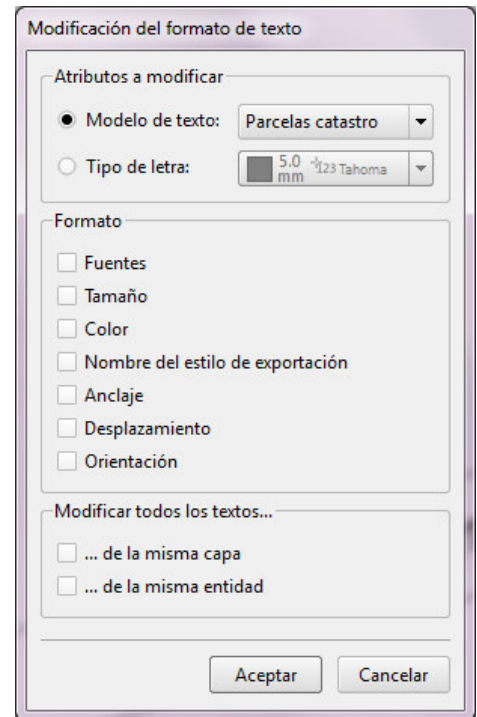 Modificación del formato de texto
Atributos a modificar
Modelo de texto: Parcelas catastro
Tipo de letra: 5.0 mm 123 Tahoma
Formato
Fuentes
Tamaño
Color
Nombre del estilo de exportación
Anclaje
Desplazamiento
Orientación
Modificar todos los textos...
... de la misma capa
... de la misma entidad
Aceptar Cancelar